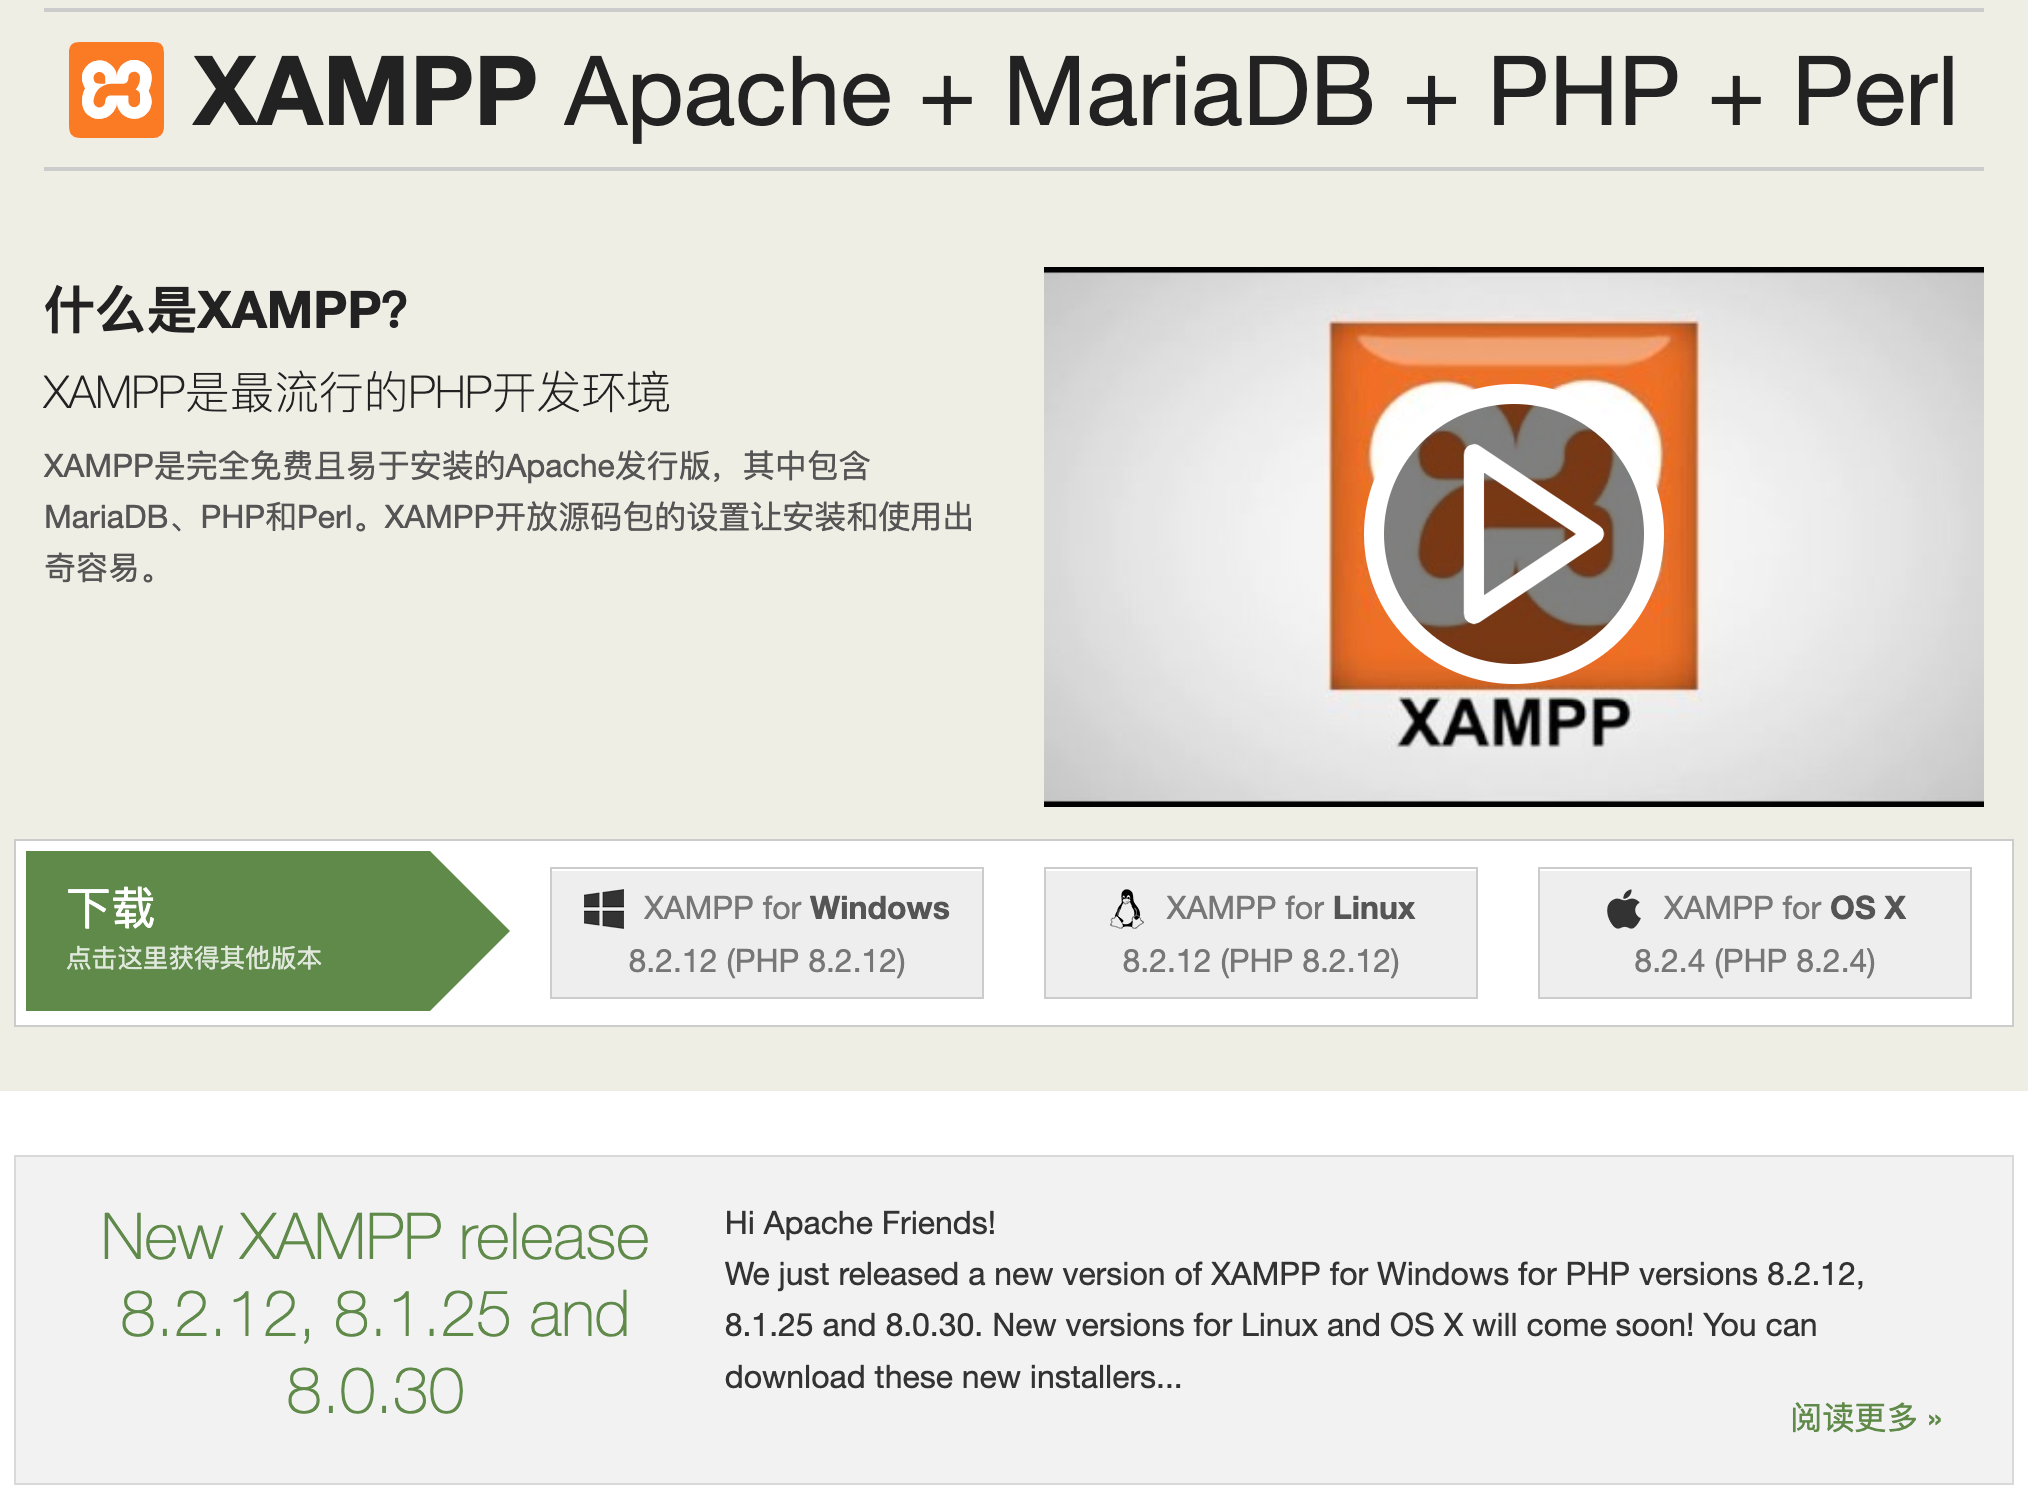 XAMPP Apache + MariaDB + PHP + Perl
什么是XAMPP?
XAMPP是最流行的PHP开发环境
XAMPP是完全免费且易于安装的Apache发行版，其中包含
MariaDB、PHP和Perl。XAMPP开放源码包的设置让安装和使用出
奇容易。
XAMPP
下载
点击这里获得其他版本
XAMPP for Windows
8.2.12 (PHP 8.2.12)
XAMPP for Linux
8.2.12 (PHP 8.2.12)
XAMPP for OS X
8.2.4 (PHP 8.2.4)
New XAMPP release
8.2.12, 8.1.25 and
8.0.30
Hi Apache Friends!
We just released a new version of XAMPP for Windows for PHP versions 8.2.12,
8.1.25 and 8.0.30. New versions for Linux and OS X will come soon! You can
download these new installers...
阅读更多 »